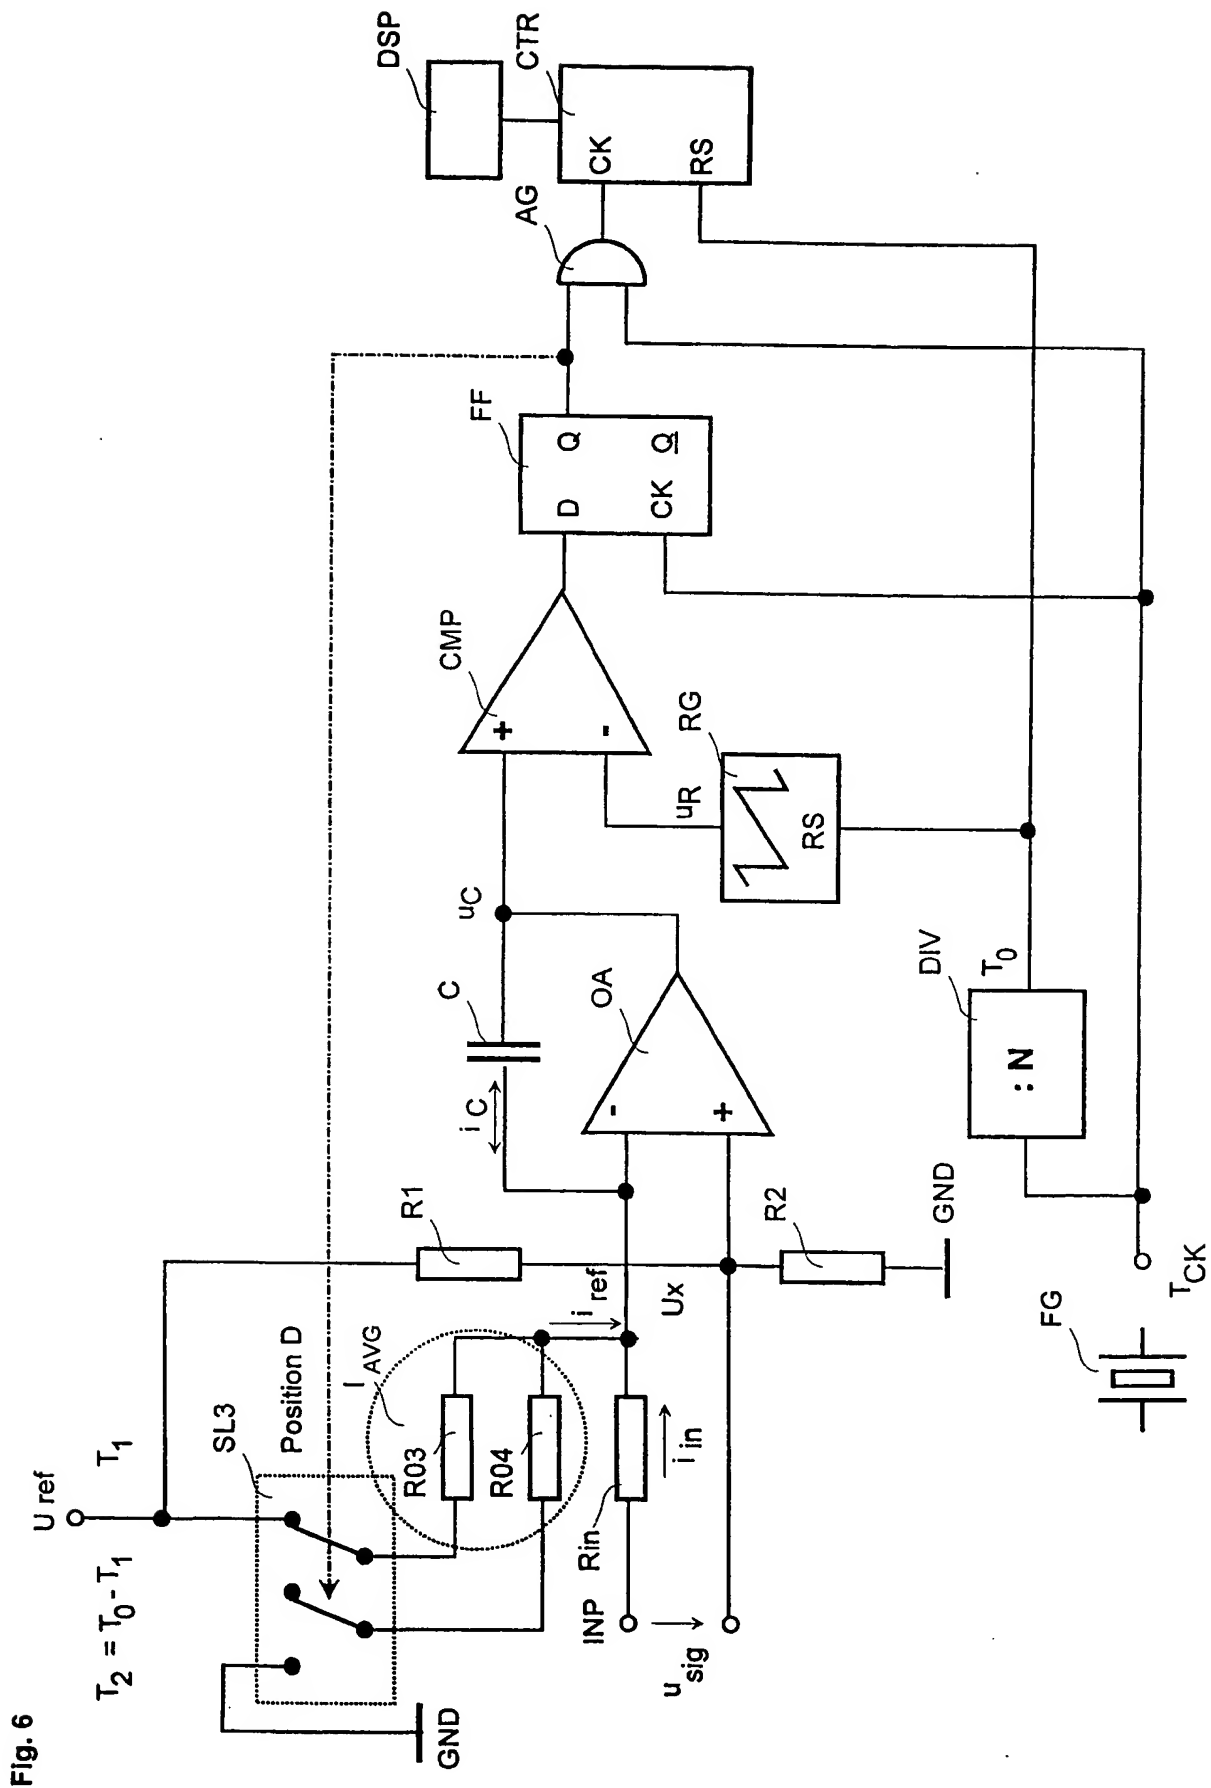 Fig. 6
T2 = T0 - T1
U ref
T1
SL3
Position D
GND
IAVG
R03
R04
INP
Rin
usig
iin
iref
Ux
R1
R2
GND
iC
C
uC
OA
-
+
CMP
+
-
uR
RG
RS
DIV
: N
T0
FF
D
Q
CK
Q
AG
DSP
CTR
CK
RS
FG
TCK